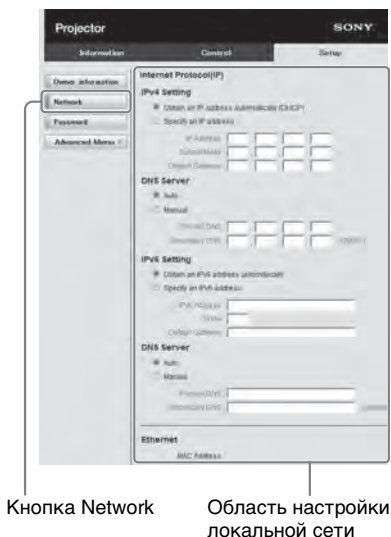 Projector
SONY
Information
Control
Setup
Owner information
Network
Password
Advanced Menu
Internet Protocol(IP)
IPv4 Setting
Obtain an IP address automatically (DHCP)
Specify an IP address
IP Address
Subnet Mask
Default Gateway
DNS Server
Auto
Manual
Primary DNS
Secondary DNS
IPv6 Setting
Obtain an IPv6 address automatically
Specify an IPv6 address
IPv6 Address
Default Gateway
DNS Server
Auto
Manual
Primary DNS
Secondary DNS
Ethernet
MAC Address
Кнопка Network
Область настройки
локальной сети